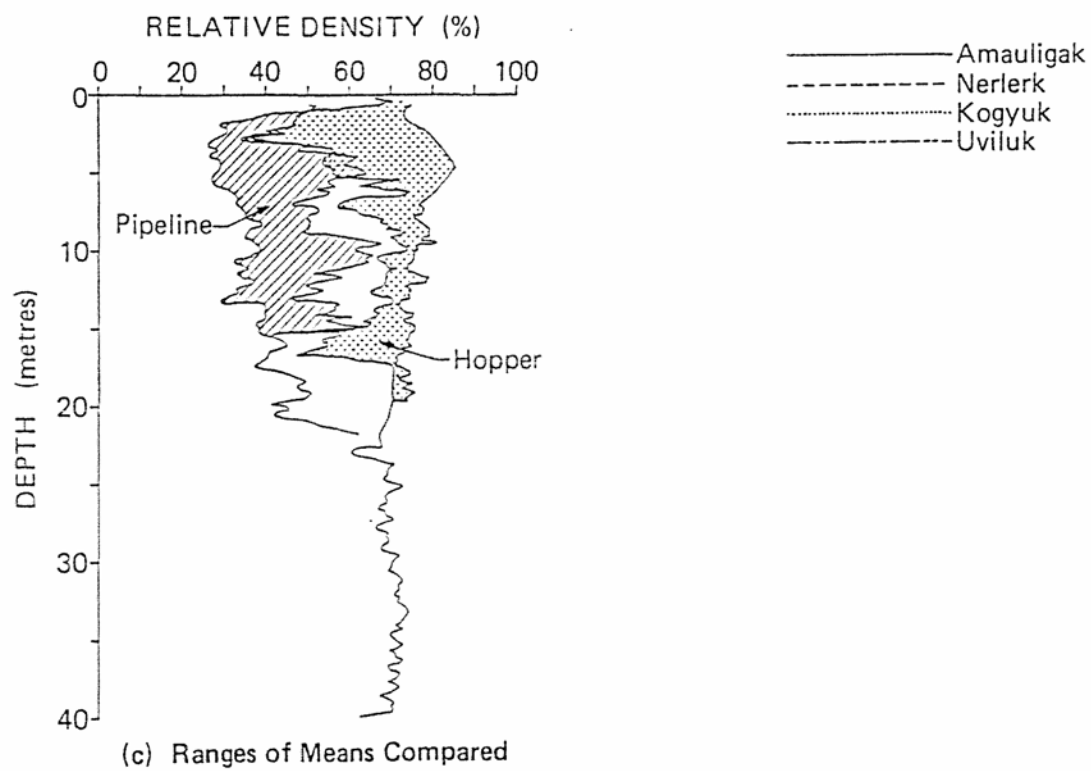 RELATIVE DENSITY (%)
0 20 40 60 80 100
0
10
20
30
40
DEPTH (metres)
Pipeline
Hopper
Amauligak
Nerlerk
Kogyuk
Uviluk
(c) Ranges of Means Compared